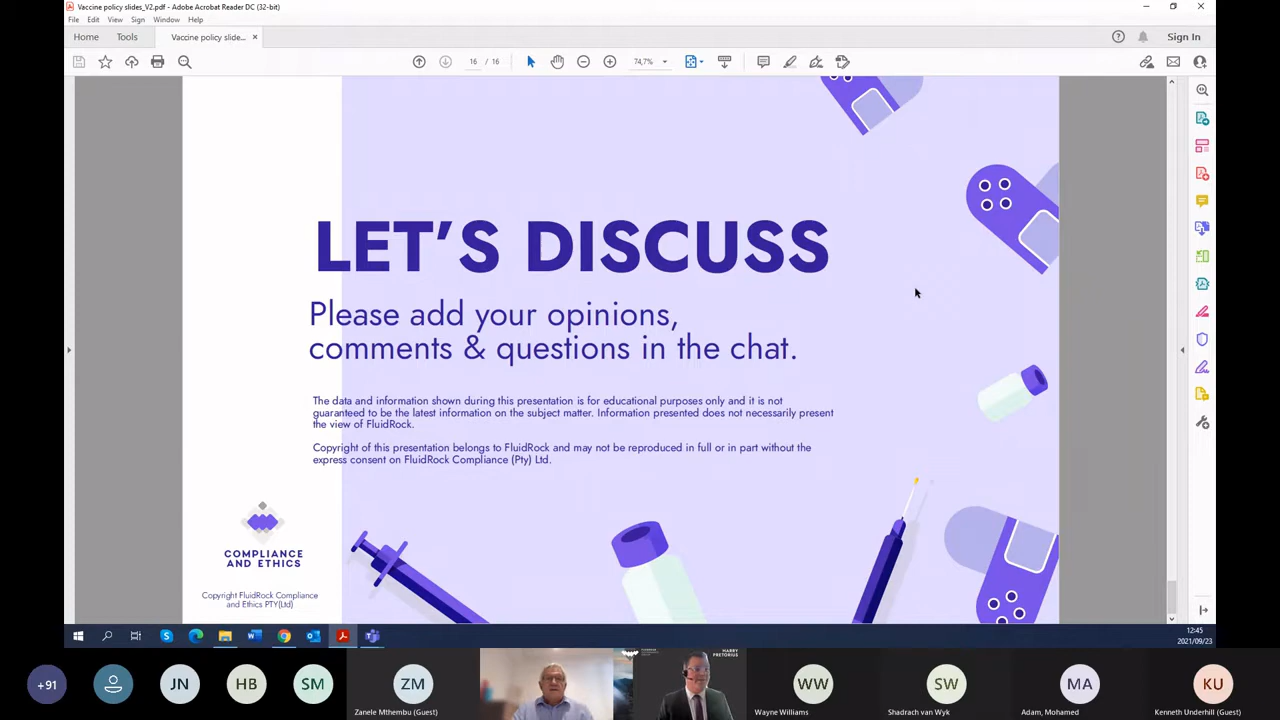 Vaccine policy slides_V2.pdf - Adobe Acrobat Reader DC (32-bit)
File Edit View Sign Window Help
Home Tools Vaccine policy slide... ×
Sign In
16 / 16
74,7%
LET'S DISCUSS
Please add your opinions,
comments & questions in the chat.
The data and information shown during this presentation is for educational purposes only and it is not
guaranteed to be the latest information on the subject matter. Information presented does not necessarily present
the view of FluidRock.
Copyright of this presentation belongs to FluidRock and may not be reproduced in full or in part without the
express consent on FluidRock Compliance (Pty) Ltd.
COMPLIANCE
AND ETHICS
Copyright FluidRock Compliance
and Ethics PTY(Ltd)
12:45
2021/09/23
+91
JN
HB
SM
ZM
Zanele Mthembu (Guest)
HARRY
PRETORIUS
WW
Wayne Williams
SW
Shadrach van Wyk
MA
Adam, Mohamed
KU
Kenneth Underhill (Guest)